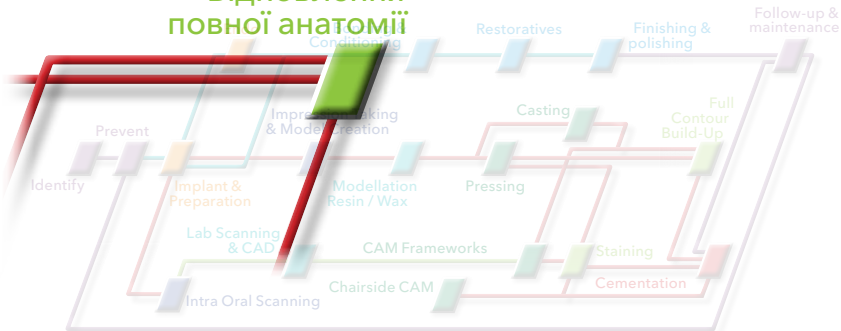 Відновлення
повної анатомії
Follow-up &
maintenance
Conditioning
Restoratives
Finishing &
polishing
Impression Taking
& Model Creation
Casting
Full
Contour
Build-Up
Prevent
Identify
Implant &
Preparation
Modellation
Resin / Wax
Pressing
Lab Scanning
& CAD
CAM Frameworks
Staining
Chairside CAM
Cementation
Intra Oral Scanning